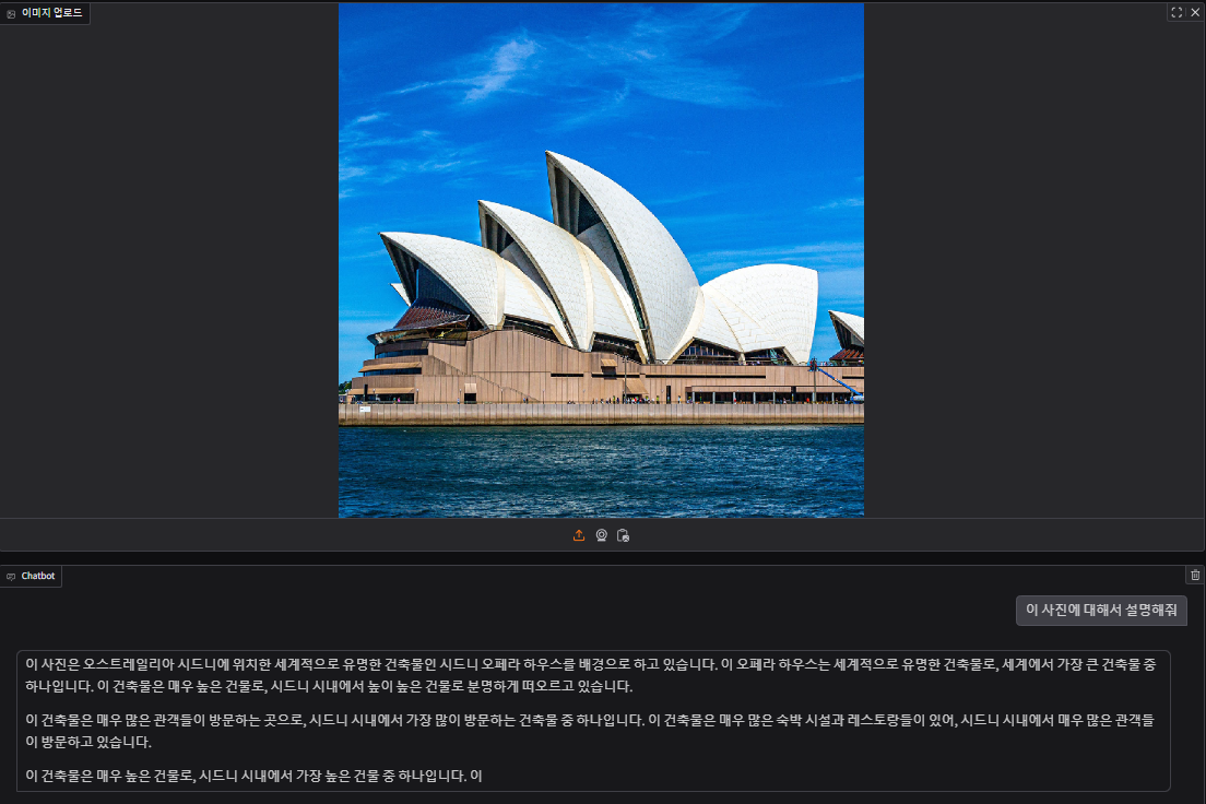 이미지 업로드
Chatbot
이 사진에 대해서 설명해줘
이 사진은 오스트레일리아 시드니에 위치한 세계적으로 유명한 건축물인 시드니 오페라 하우스를 배경으로 하고 있습니다. 이 오페라 하우스는 세계적으로 유명한 건축물로, 세계에서 가장 큰 건축물 중
하나입니다. 이 건축물은 매우 높은 건물로, 시드니 시내에서 높이 높은 건물로 분명하게 떠오르고 있습니다.
이 건축물은 매우 많은 관객들이 방문하는 곳으로, 시드니 시내에서 가장 많이 방문하는 건축물 중 하나입니다. 이 건축물은 매우 많은 숙박 시설과 레스토랑들이 있어, 시드니 시내에서 매우 많은 관객들
이 방문하고 있습니다.
이 건축물은 매우 높은 건물로, 시드니 시내에서 가장 높은 건물 중 하나입니다. 이